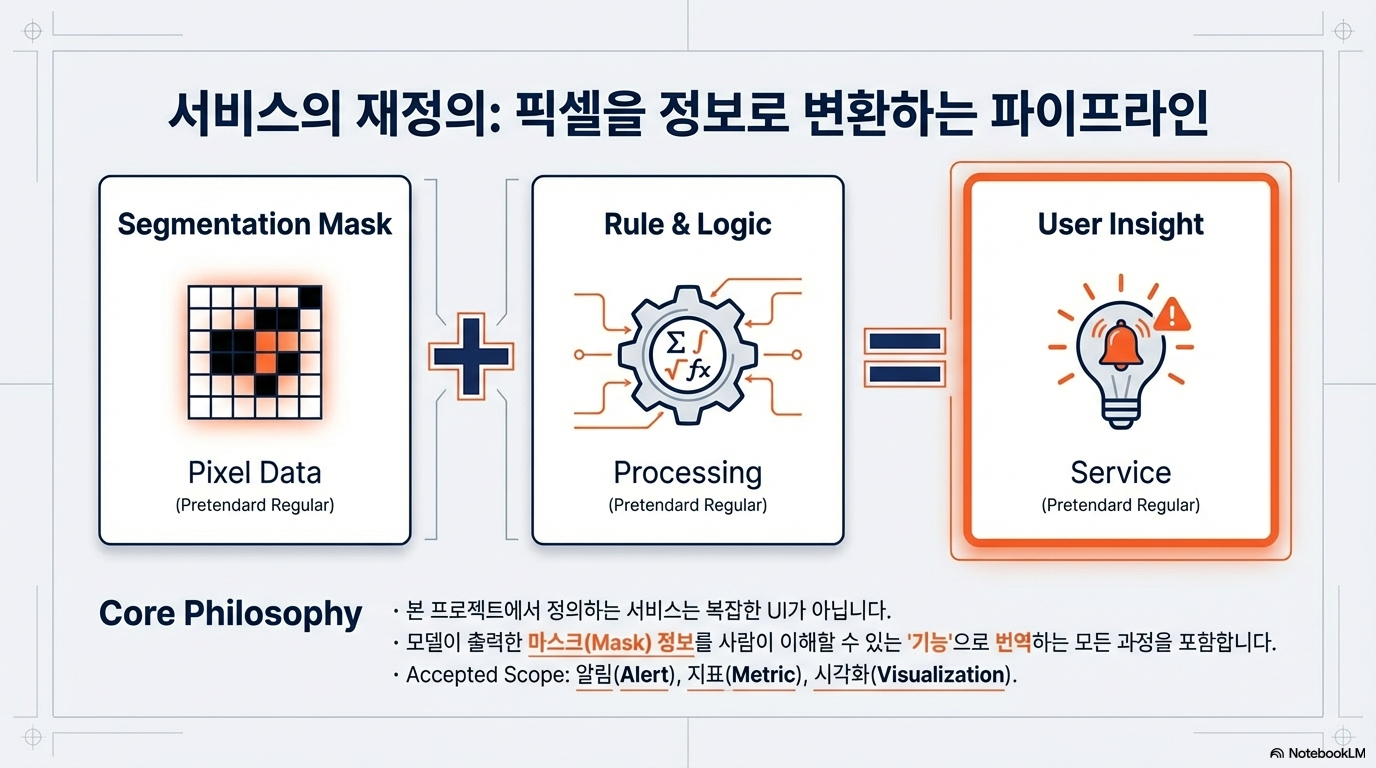 서비스의 재정의: 픽셀을 정보로 변환하는 파이프라인
Segmentation Mask
Pixel Data
(Pretendard Regular)
Rule & Logic
Σ ∫
√ fx
Processing
(Pretendard Regular)
User Insight
!
Service
(Pretendard Regular)
Core Philosophy
· 본 프로젝트에서 정의하는 서비스는 복잡한 UI가 아닙니다.
· 모델이 출력한 마스크(Mask) 정보를 사람이 이해할 수 있는 '기능'으로 번역하는 모든 과정을 포함합니다.
· Accepted Scope: 알림(Alert), 지표(Metric), 시각화(Visualization).
NotebookLM